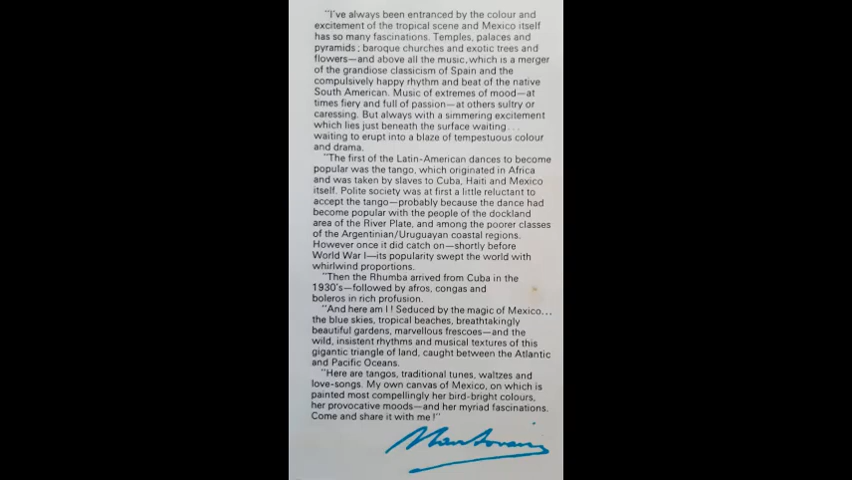 "I've always been entranced by the colour and
excitement of the tropical scene and Mexico itself
has so many fascinations. Temples, palaces and
pyramids; baroque churches and exotic trees and
flowers—and above all the music, which is a merger
of the grandiose classicism of Spain and the
compulsively happy rhythm and beat of the native
South American. Music of extremes of mood—at
times fiery and full of passion—at others sultry or
caressing. But always with a simmering excitement
which lies just beneath the surface waiting...
waiting to erupt into a blaze of tempestuous colour
and drama.
"The first of the Latin-American dances to become
popular was the tango, which originated in Africa
and was taken by slaves to Cuba, Haiti and Mexico
itself. Polite society was at first a little reluctant to
accept the tango—probably because the dance had
become popular with the people of the dockland
area of the River Plate, and among the poorer classes
of the Argentinian/Uruguayan coastal regions.
However once it did catch on—shortly before
World War I—its popularity swept the world with
whirlwind proportions.
"Then the Rhumba arrived from Cuba in the
1930's—followed by afros, congas and
boleros in rich profusion.
"And here am I! Seduced by the magic of Mexico...
the blue skies, tropical beaches, breathtakingly
beautiful gardens, marvellous frescoes—and the
wild, insistent rhythms and musical textures of this
gigantic triangle of land, caught between the Atlantic
and Pacific Oceans.
"Here are tangos, traditional tunes, waltzes and
love-songs. My own canvas of Mexico, on which is
painted most compellingly her bird-bright colours,
her provocative moods—and her myriad fascinations.
Come and share it with me!"
Mantovani